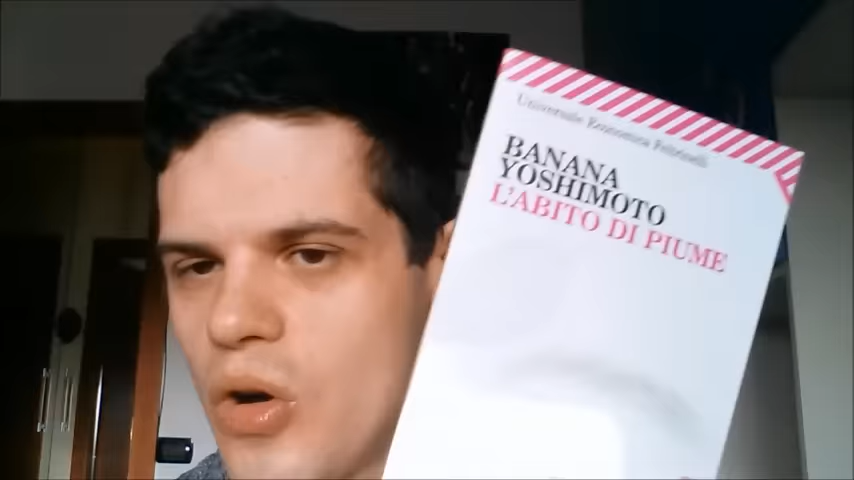 Universale Economica Feltrinelli
BANANA
YOSHIMOTO
L'ABITO DI PIUME